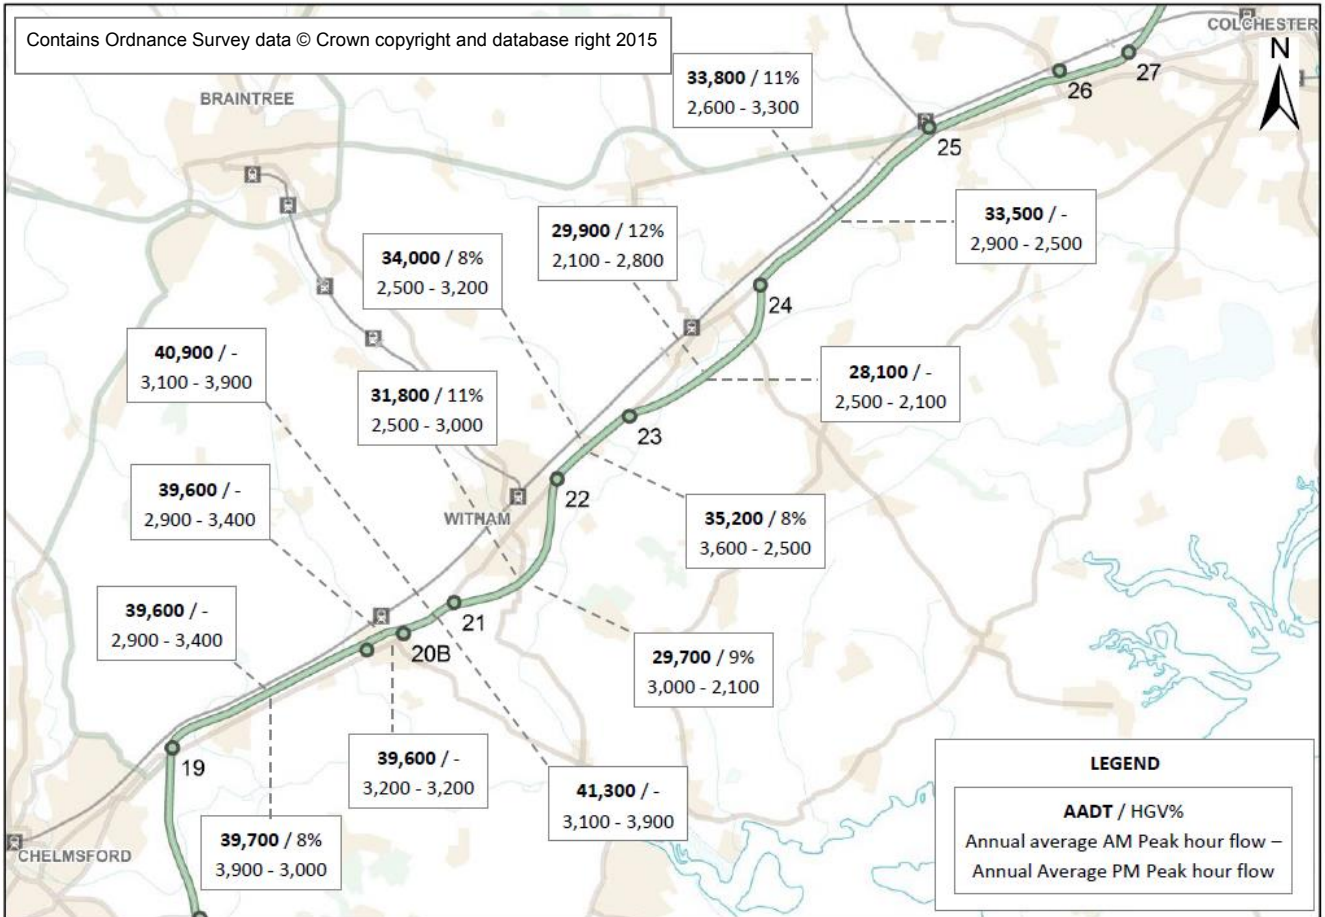 Contains Ordnance Survey data © Crown copyright and database right 2015
COLCHESTER
N
33,800 / 11%
2,600 - 3,300
27
26
BRAINTREE
25
33,500 / -
2,900 - 2,500
29,900 / 12%
2,100 - 2,800
34,000 / 8%
2,500 - 3,200
24
40,900 / -
3,100 - 3,900
28,100 / -
2,500 - 2,100
31,800 / 11%
2,500 - 3,000
23
39,600 / -
2,900 - 3,400
22
WITHAM
35,200 / 8%
3,600 - 2,500
39,600 / -
2,900 - 3,400
21
20B
29,700 / 9%
3,000 - 2,100
19
39,600 / -
3,200 - 3,200
41,300 / -
3,100 - 3,900
39,700 / 8%
3,900 - 3,000
CHELMSFORD
LEGEND
AADT / HGV%
Annual average AM Peak hour flow –
Annual Average PM Peak hour flow